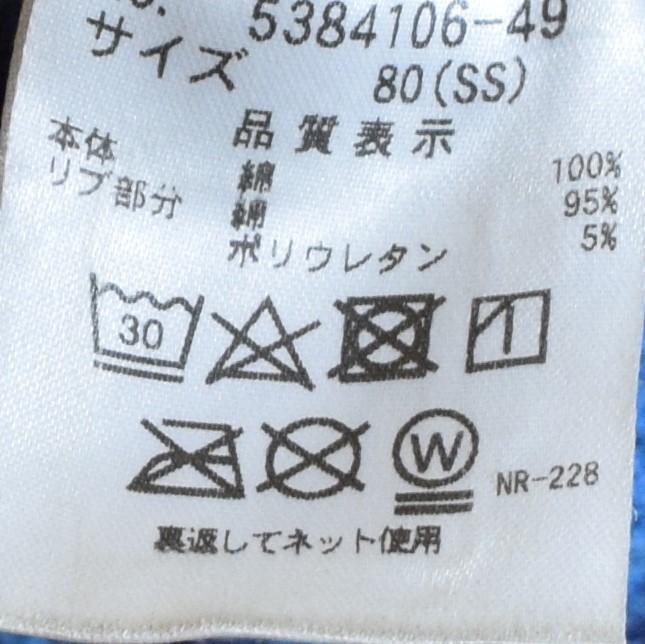 5384106-49
サイズ 80(SS)
品質表示
本体 綿 100%
リブ部分 綿 95%
ポリウレタン 5%
30
W
NR-228
裏返してネット使用